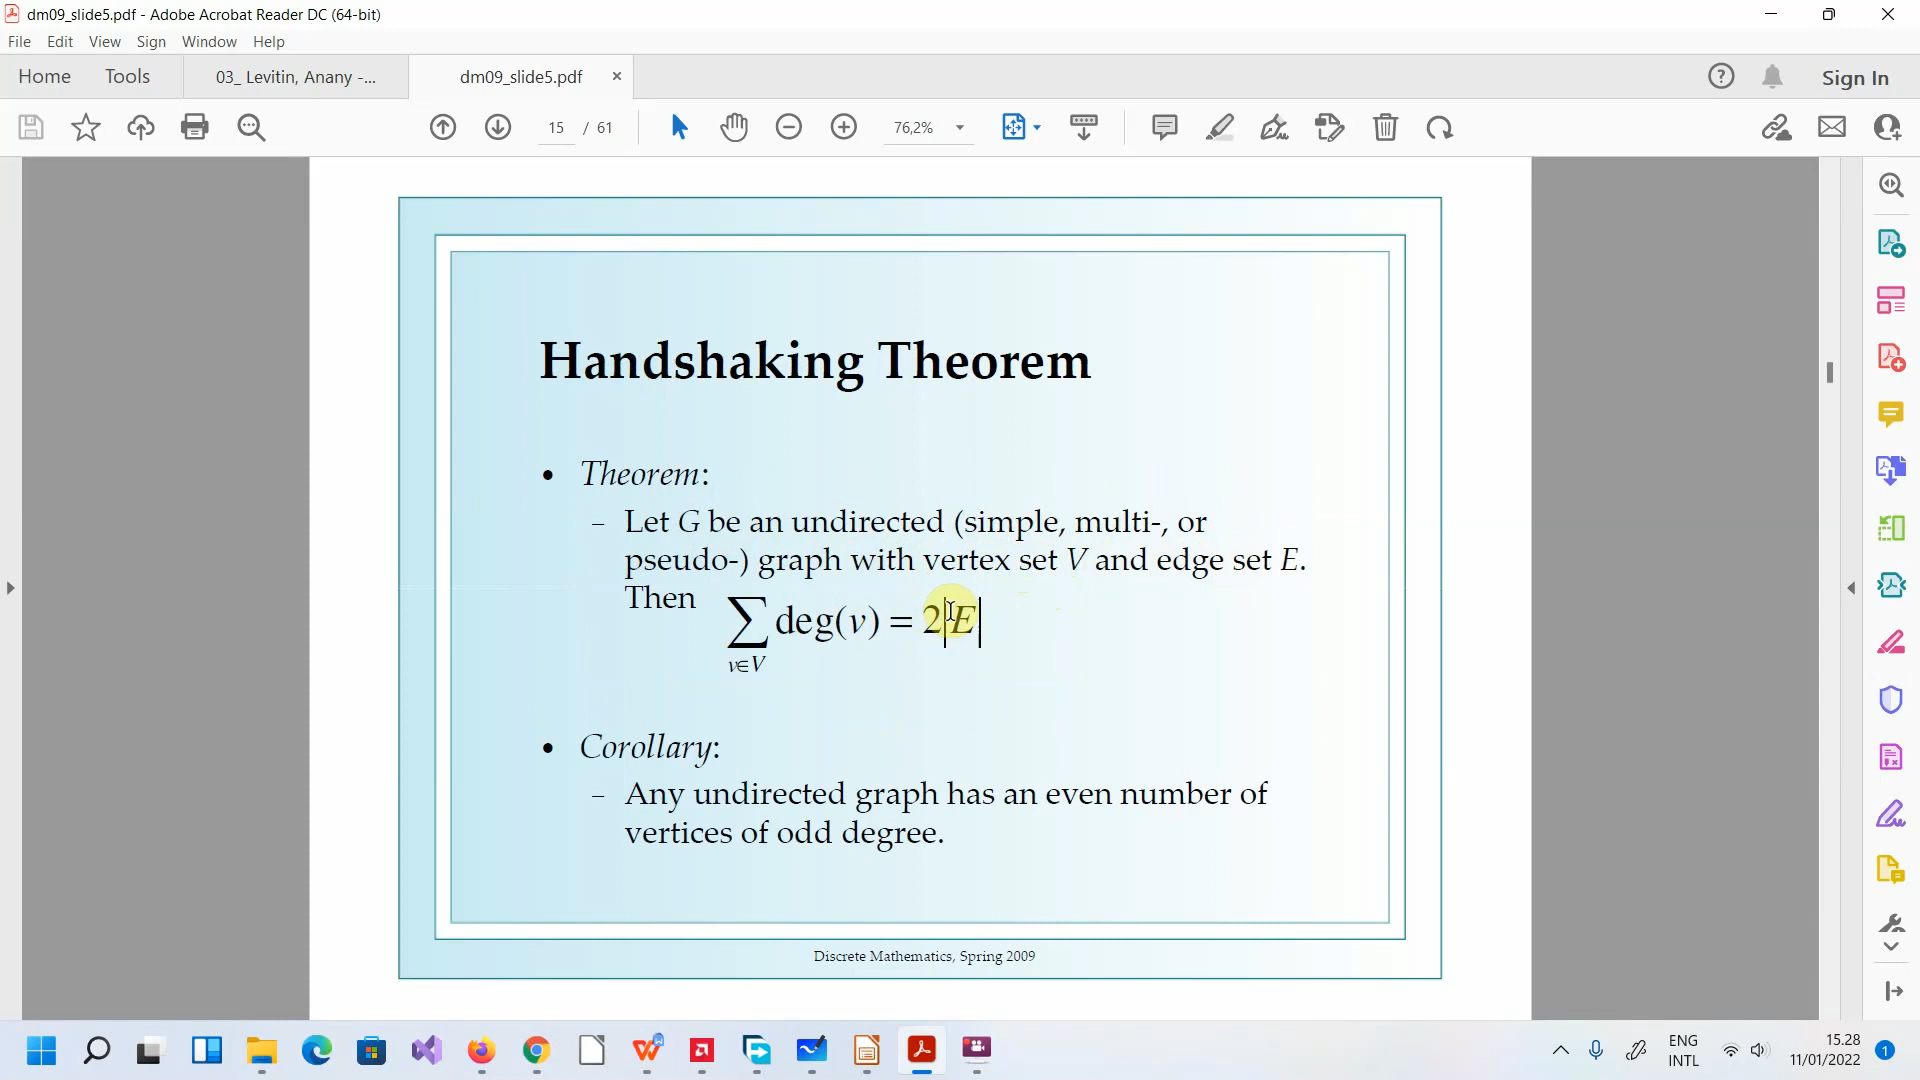 dm09_slide5.pdf - Adobe Acrobat Reader DC (64-bit)
File Edit View Sign Window Help
Home Tools 03_ Levitin, Anany -... dm09_slide5.pdf × Sign In
15 / 61 76,2%
Handshaking Theorem
• Theorem:
– Let G be an undirected (simple, multi-, or
pseudo-) graph with vertex set V and edge set E.
Then ∑ deg(v) = 2|E|
v∈V
• Corollary:
– Any undirected graph has an even number of
vertices of odd degree.
Discrete Mathematics, Spring 2009
ENG 15.28
INTL 11/01/2022 1